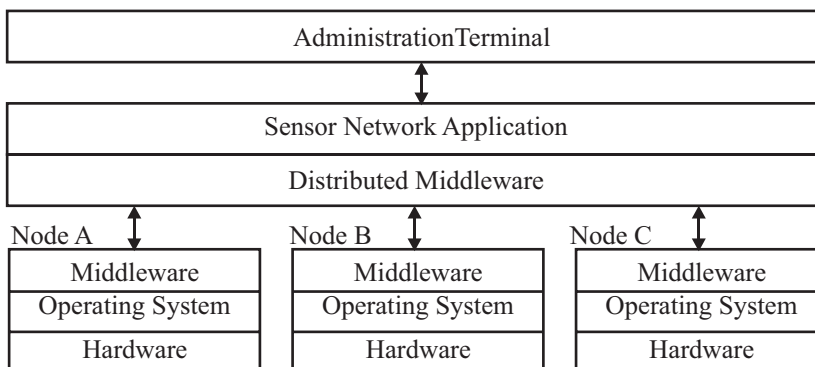 AdministrationTerminal
Sensor Network Application
Distributed Middleware
Node A Node B Node C
Middleware Middleware Middleware
Operating System Operating System Operating System
Hardware Hardware Hardware